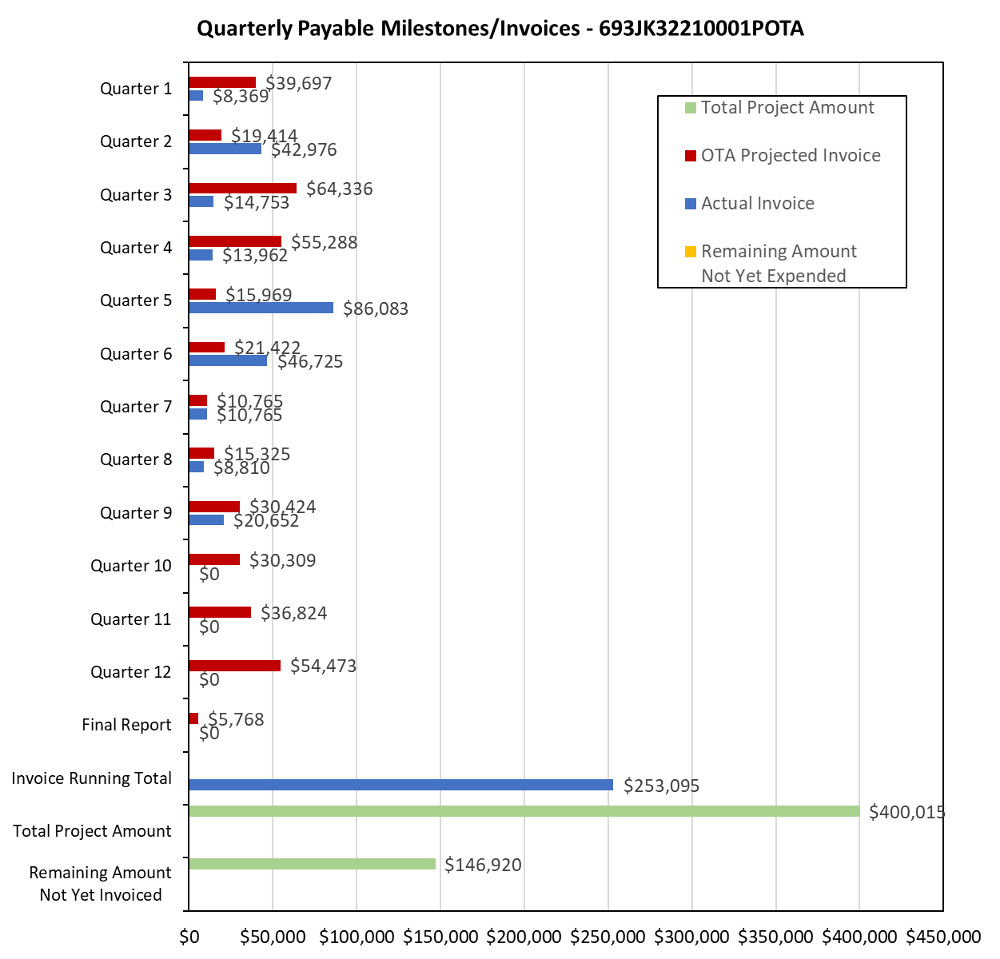 Quarterly Payable Milestones/Invoices - 693JK32210001POTA
Total Project Amount
OTA Projected Invoice
Actual Invoice
Remaining Amount
Not Yet Expended
Quarter 1
$39,697
$8,369
Quarter 2
$19,414
$42,976
Quarter 3
$64,336
$14,753
Quarter 4
$55,288
$13,962
Quarter 5
$15,969
$86,083
Quarter 6
$21,422
$46,725
Quarter 7
$10,765
$10,765
Quarter 8
$15,325
$8,810
Quarter 9
$30,424
$20,652
Quarter 10
$30,309
$0
Quarter 11
$36,824
$0
Quarter 12
$54,473
$0
Final Report
$5,768
$0
Invoice Running Total
$253,095
Total Project Amount
$400,015
Remaining Amount
Not Yet Invoiced
$146,920
$0 $50,000 $100,000 $150,000 $200,000 $250,000 $300,000 $350,000 $400,000 $450,000